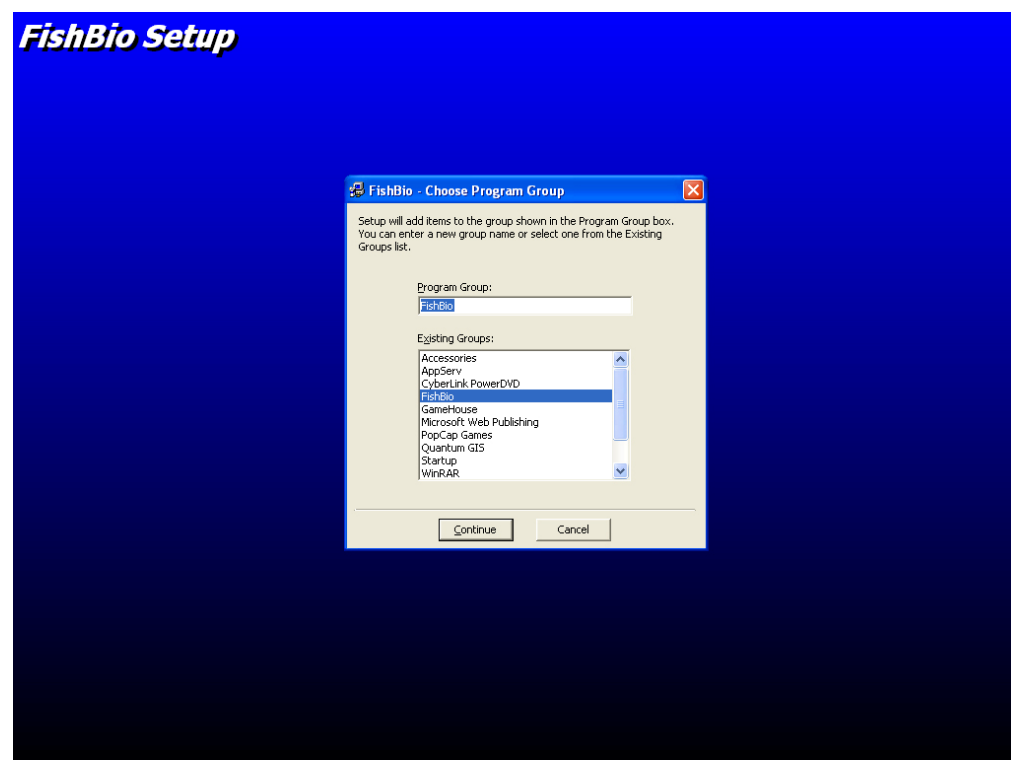 FishBio Setup
FishBio - Choose Program Group
Setup will add items to the group shown in the Program Group box.
You can enter a new group name or select one from the Existing
Groups list.
Program Group:
FishBio
Existing Groups:
Accessories
AppServ
CyberLink PowerDVD
FishBio
GameHouse
Microsoft Web Publishing
PopCap Games
Quantum GIS
Startup
WinRAR
Continue
Cancel